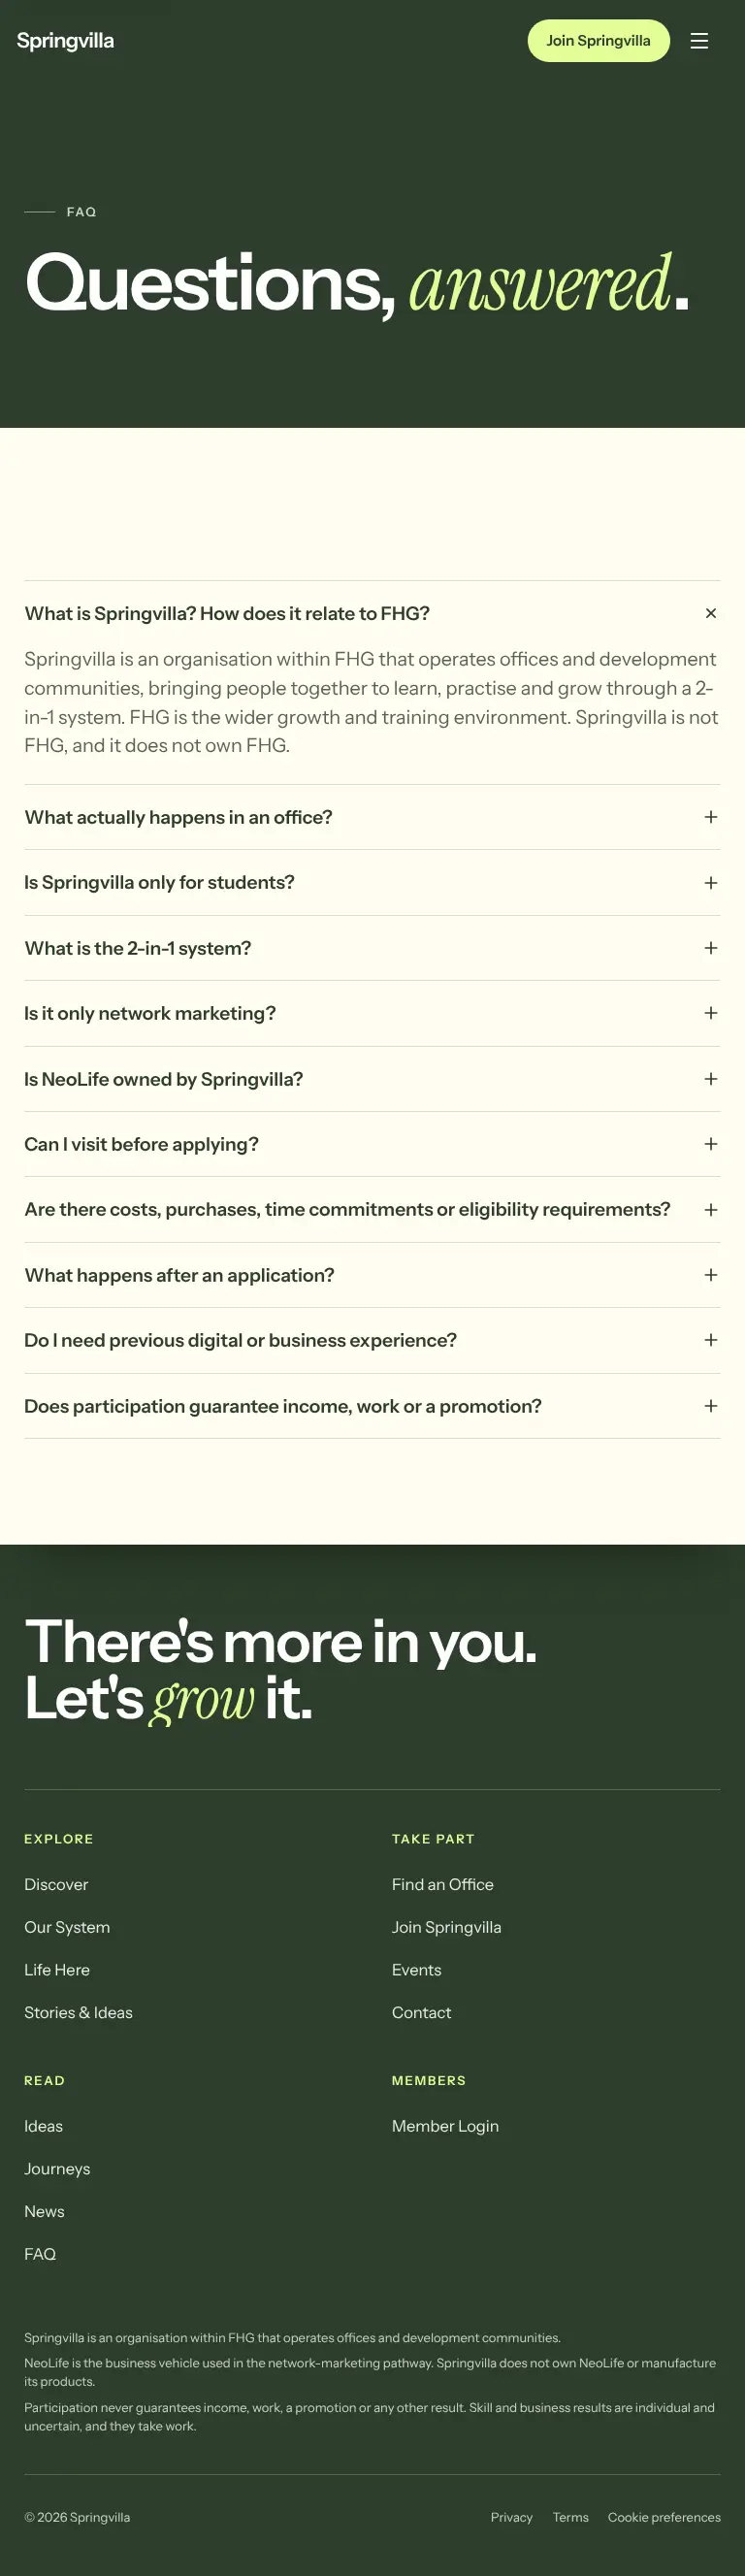 Springvilla
Join Springvilla
FAQ
Questions, answered.
What is Springvilla? How does it relate to FHG?
Springvilla is an organisation within FHG that operates offices and development
communities, bringing people together to learn, practise and grow through a 2-
in-1 system. FHG is the wider growth and training environment. Springvilla is not
FHG, and it does not own FHG.
What actually happens in an office?
Is Springvilla only for students?
What is the 2-in-1 system?
Is it only network marketing?
Is NeoLife owned by Springvilla?
Can I visit before applying?
Are there costs, purchases, time commitments or eligibility requirements?
What happens after an application?
Do I need previous digital or business experience?
Does participation guarantee income, work or a promotion?
There's more in you.
Let's grow it.
EXPLORE
Discover
Our System
Life Here
Stories & Ideas
TAKE PART
Find an Office
Join Springvilla
Events
Contact
READ
Ideas
Journeys
News
FAQ
MEMBERS
Member Login
Springvilla is an organisation within FHG that operates offices and development communities.
NeoLife is the business vehicle used in the network-marketing pathway. Springvilla does not own NeoLife or manufacture
its products.
Participation never guarantees income, work, a promotion or any other result. Skill and business results are individual and
uncertain, and they take work.
© 2026 Springvilla
Privacy Terms Cookie preferences